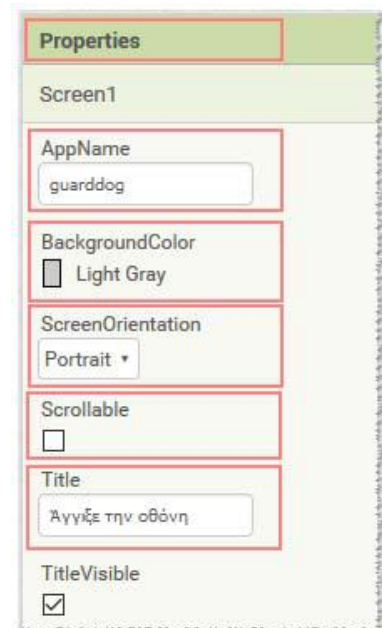 Properties
Screen1
AppName
guarddog
BackgroundColor
Light Gray
ScreenOrientation
Portrait
Scrollable
Title
Άγγιξε την οθόνη
TitleVisible